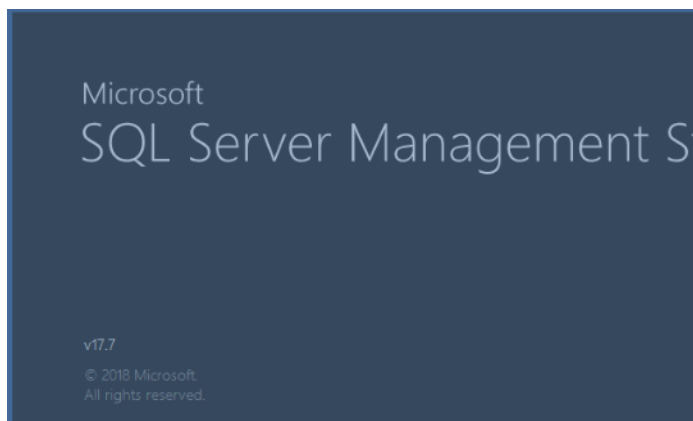 Microsoft
SQL Server Management
v17.7
© 2018 Microsoft.
All rights reserved.